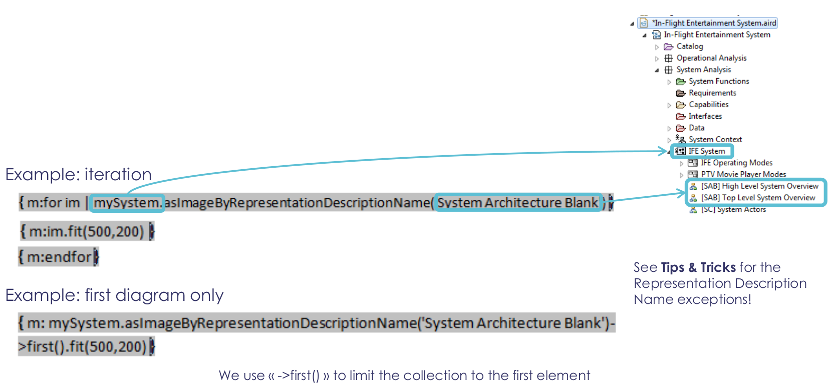 *In-Flight Entertainment System.aird
In-Flight Entertainment System
Catalog
Operational Analysis
System Analysis
System Functions
Requirements
Capabilities
Interfaces
Data
System Context
IFE System
IFE Operating Modes
PTV Movie Player Modes
[SAB] High Level System Overview
[SAB] Top Level System Overview
[SC] System Actors
Example: iteration
{ m:for im | mySystem.asImageByRepresentationDescriptionName( System Architecture Blank ) }
{ m:im.fit(500,200) }
{ m:endfor }
See Tips & Tricks for the
Representation Description
Name exceptions!
Example: first diagram only
{ m: mySystem.asImageByRepresentationDescriptionName('System Architecture Blank')-
>first().fit(500,200) }
We use « ->first() » to limit the collection to the first element